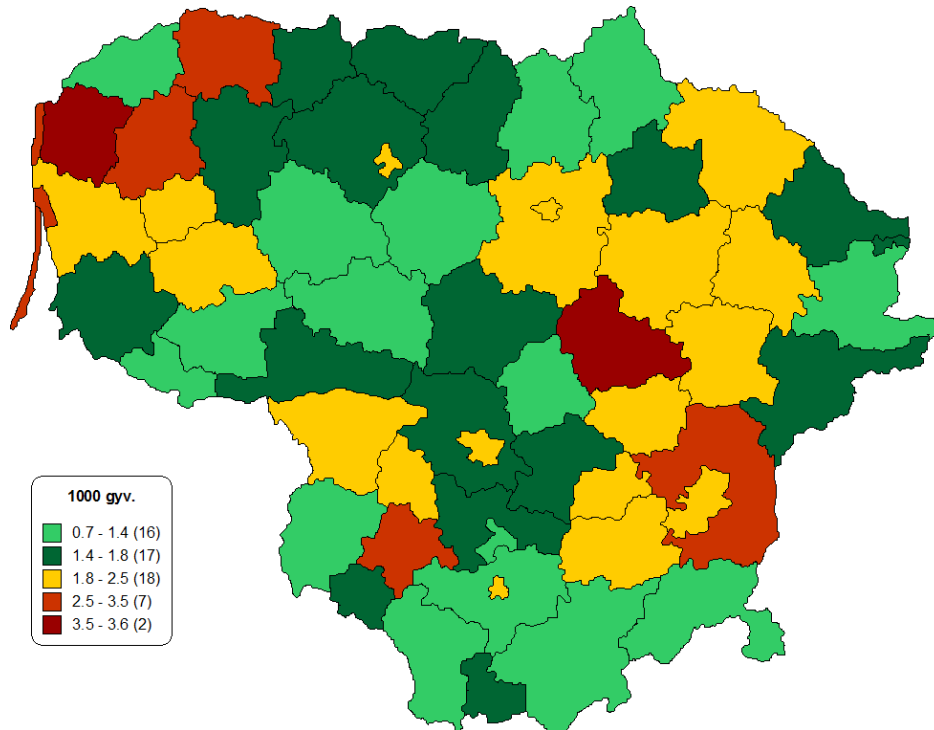 1000 gyv.
0.7 - 1.4 (16)
1.4 - 1.8 (17)
1.8 - 2.5 (18)
2.5 - 3.5 (7)
3.5 - 3.6 (2)